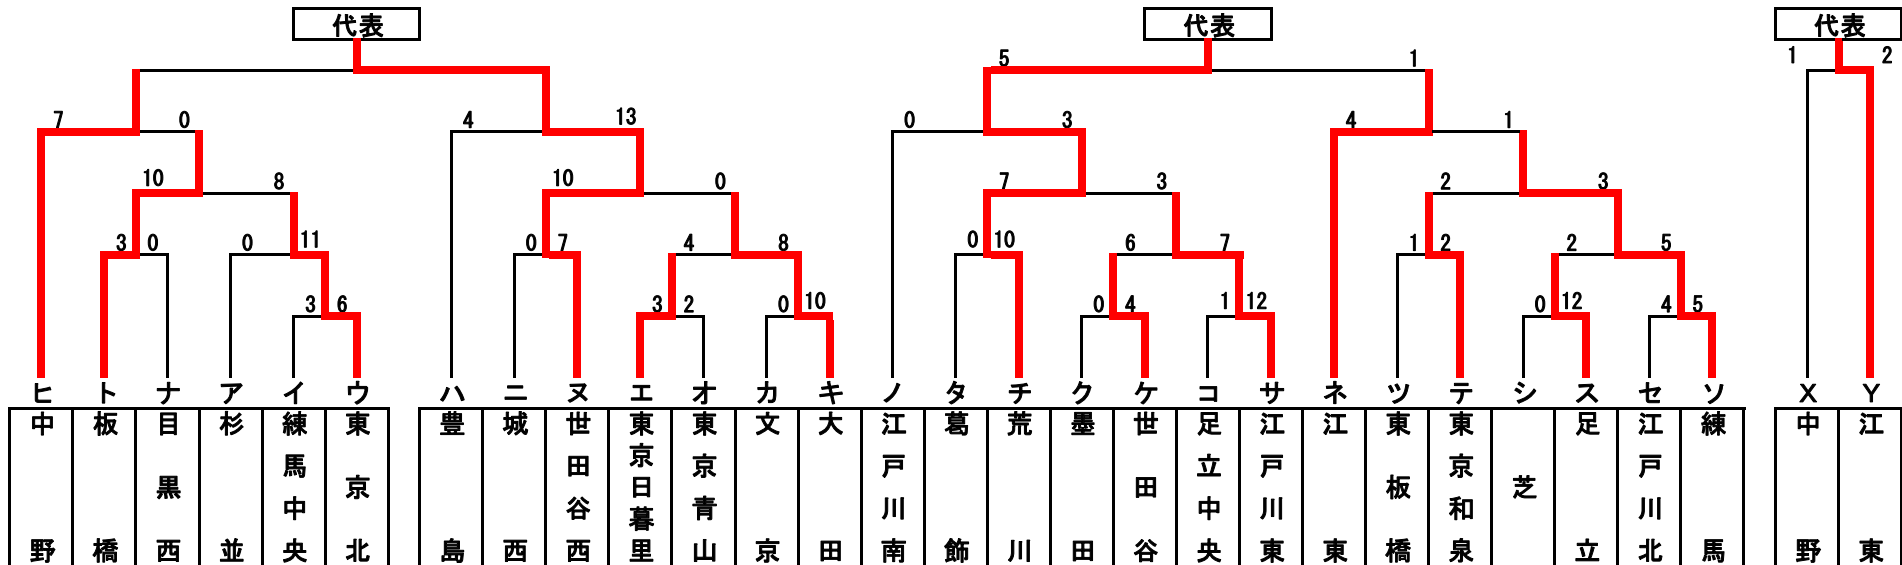 代表 代表 代表
5 1 1 2
7 0 4 13 0 3 4 1
10 8 10 0 7 3 2 3
3 0 0 11 0 7 4 8 0 10 6 7 1 2 2 5
3 6 3 2 0 10 0 4 1 12 0 12 4 5
ヒ ト ナ ア イ ウ ハ ニ ヌ エ オ カ キ ノ タ チ ク ケ コ サ ネ ツ テ シ ス セ ソ X Y
中野
板橋
目黒西
杉並
練馬中央
東京北
豊島
城西
世田谷西
東京日暮里
東京青山
文京
大田
江戸川南
葛飾
荒川
墨田
世田谷
足立中央
江戸川東
江東
東板橋
東京和泉
芝
足立
江戸川北
練馬
中野
江東